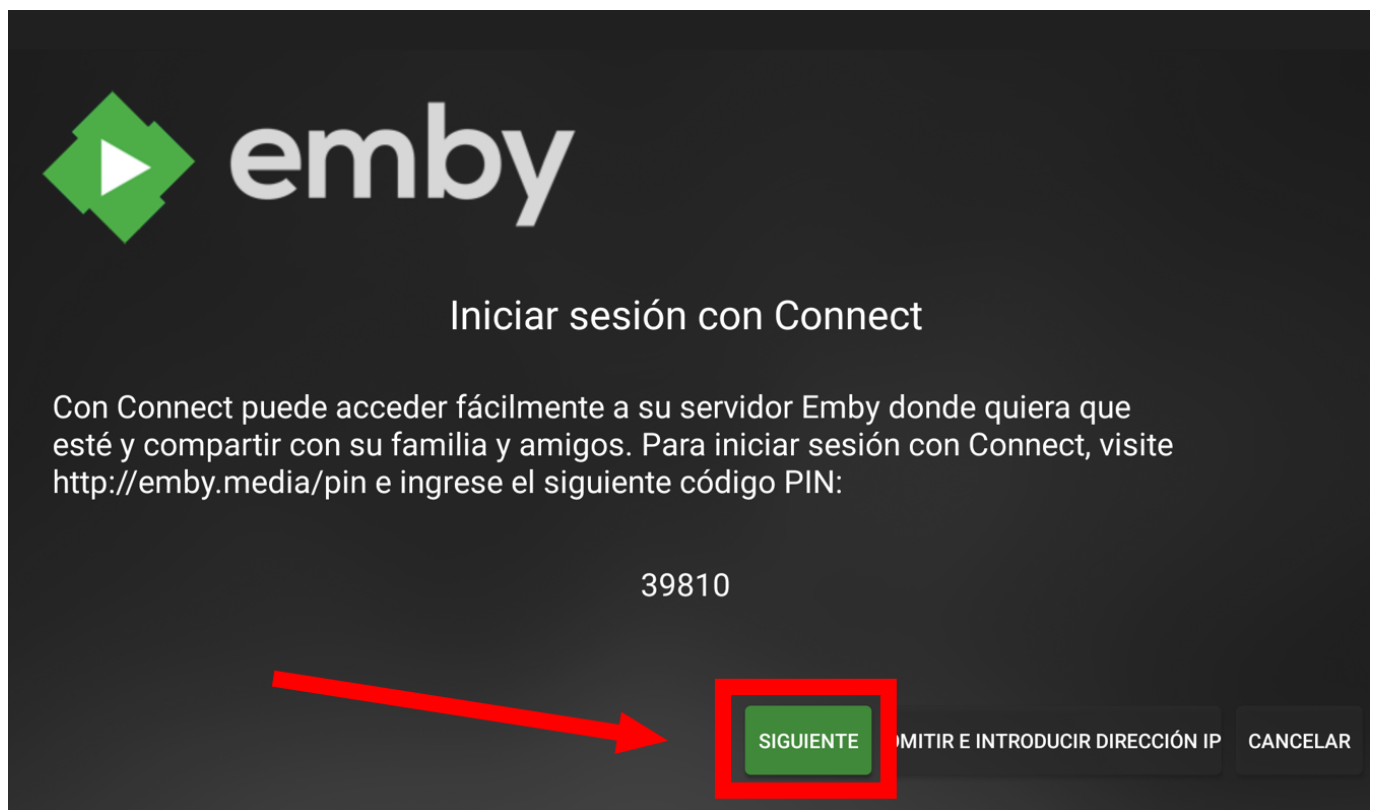 emby
Iniciar sesión con Connect
Con Connect puede acceder fácilmente a su servidor Emby donde quiera que
esté y compartir con su familia y amigos. Para iniciar sesión con Connect, visite
http://emby.media/pin e ingrese el siguiente código PIN:
39810
SIGUIENTE MITIR E INTRODUCIR DIRECCIÓN IP CANCELAR